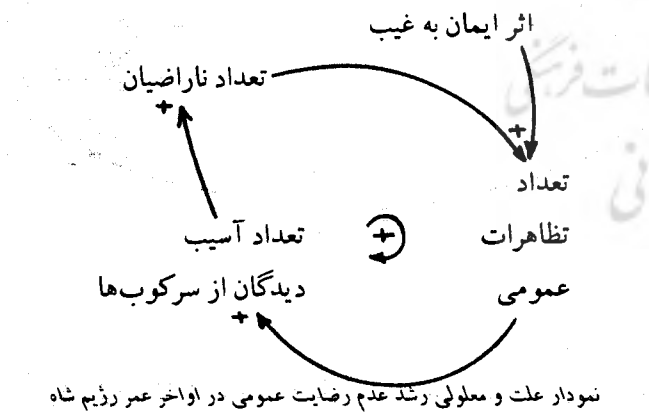 اثر ایمان به غیب
تعداد ناراضیان
+
+
تعداد
تظاهرات
عمومی
+
تعداد آسیب
دیدگان از سرکوب‌ها
+
نمودار علت و معلولی رشد عدم رضایت عمومی در اواخر عمر رژیم شاه